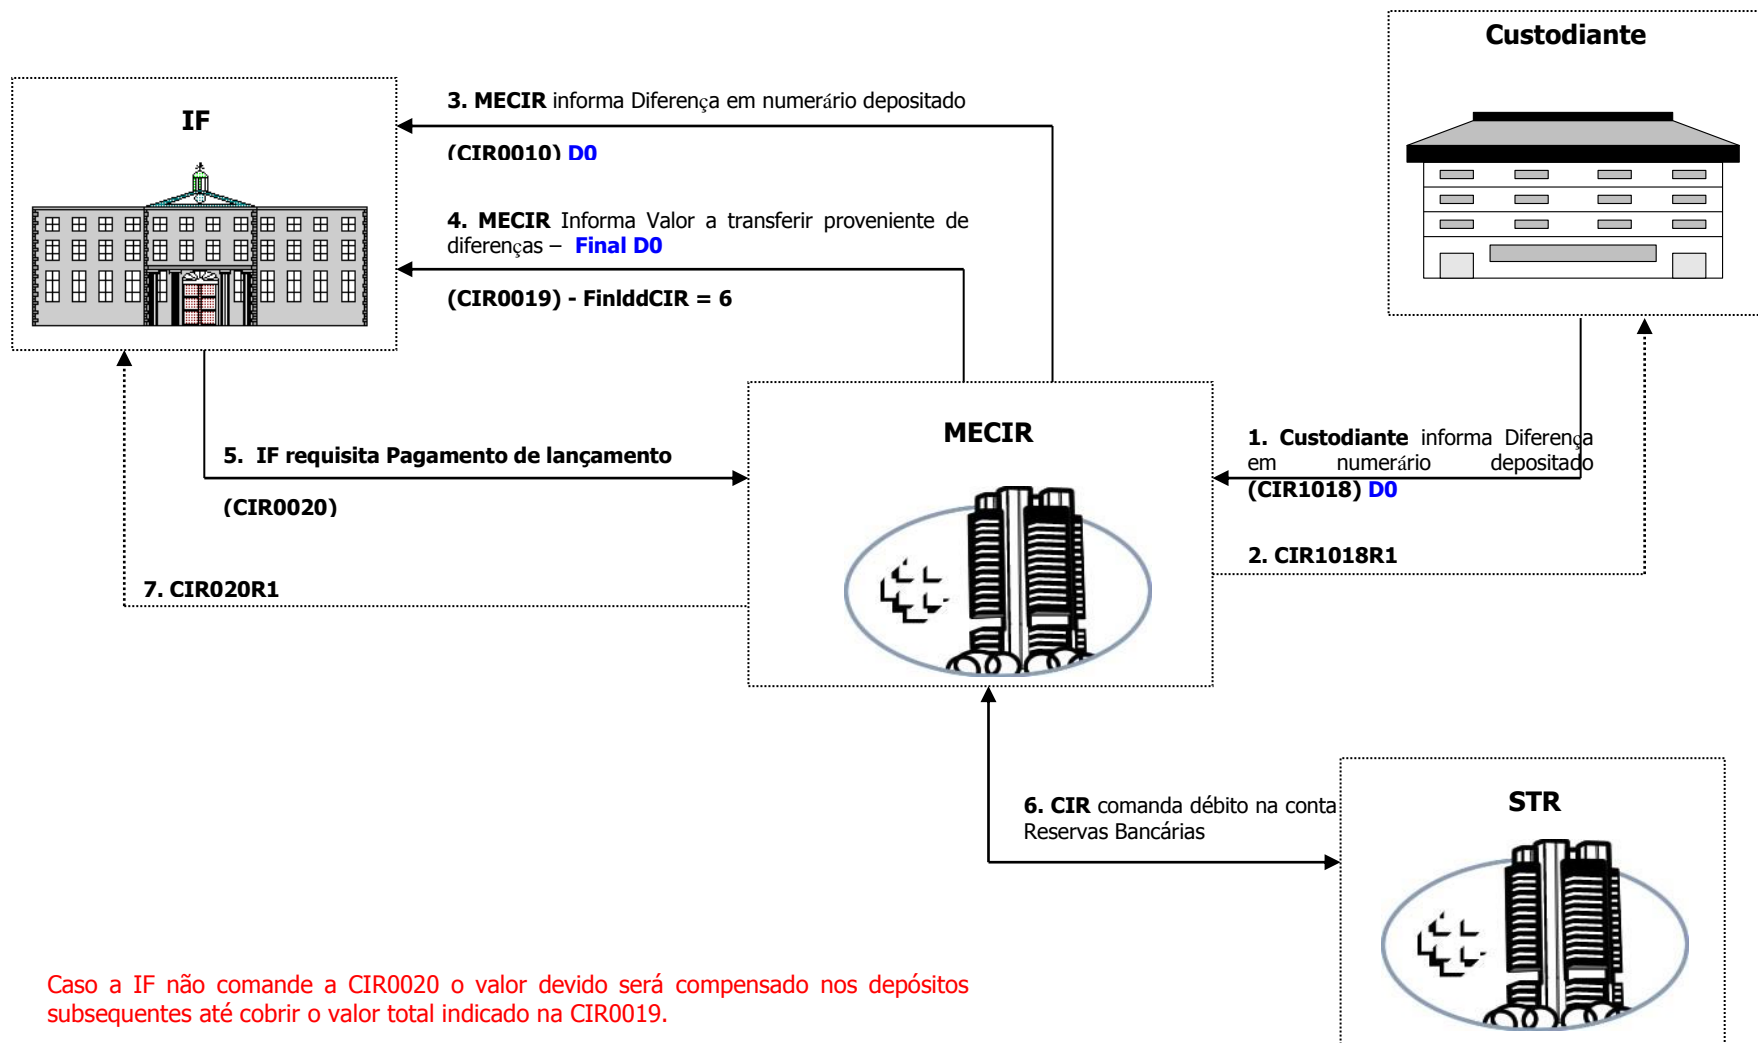 Custodiante
IF
3. MECIR informa Diferença em numerário depositado
(CIR0010) D0
4. MECIR Informa Valor a transferir proveniente de
diferenças – Final D0
(CIR0019) - FinlddCIR = 6
MECIR
1. Custodiante informa Diferença
em numerário depositado
(CIR1018) D0
5. IF requisita Pagamento de lançamento
(CIR0020)
2. CIR1018R1
7. CIR020R1
6. CIR comanda débito na conta
Reservas Bancárias
STR
Caso a IF não comande a CIR0020 o valor devido será compensado nos depósitos
subsequentes até cobrir o valor total indicado na CIR0019.